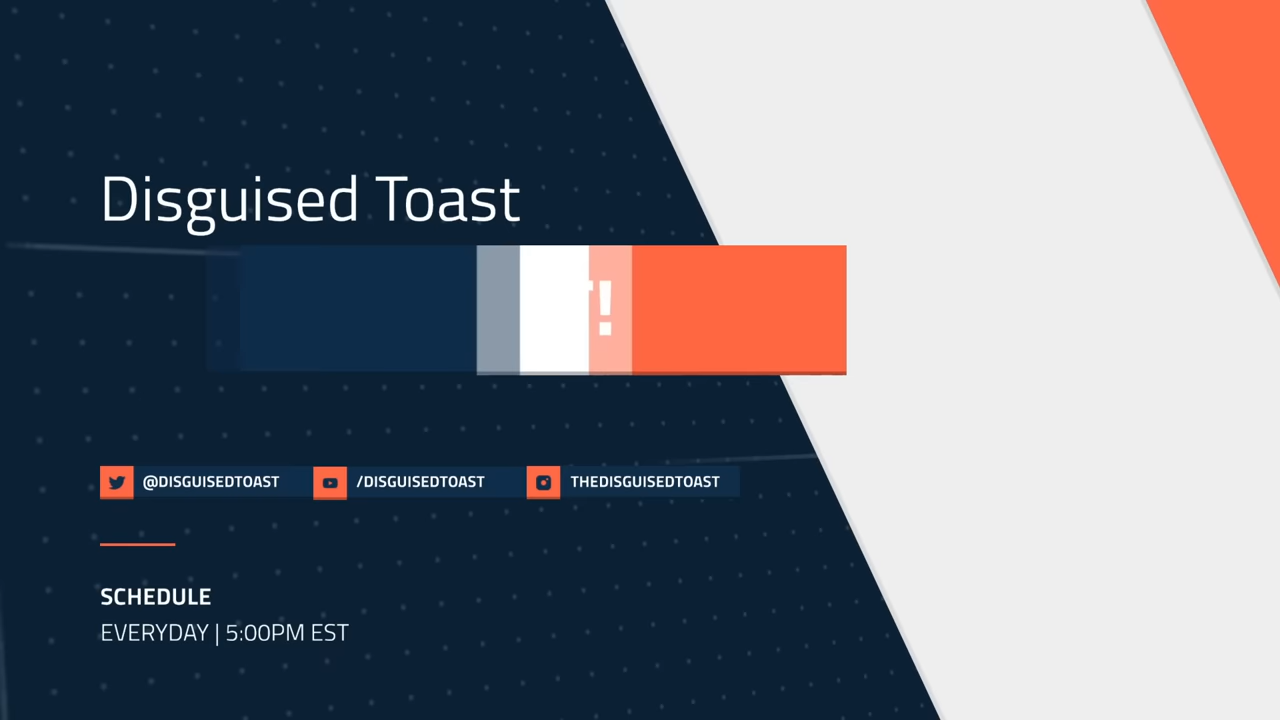 Disguised Toast
!
@DISGUISEDTOAST /DISGUISEDTOAST THEDISGUISEDTOAST
SCHEDULE
EVERYDAY | 5:00PM EST